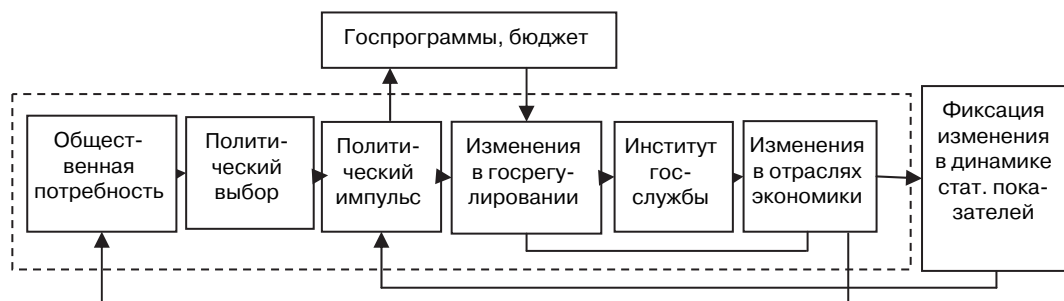 Госпрограммы, бюджет
Общест-
венная
потребность
Полити-
ческий
выбор
Полити-
ческий
импульс
Изменения
в госрегу-
лировании
Институт
гос-
службы
Изменения
в отраслях
экономики
Фиксация
изменения
в динамике
стат. пока-
зателей